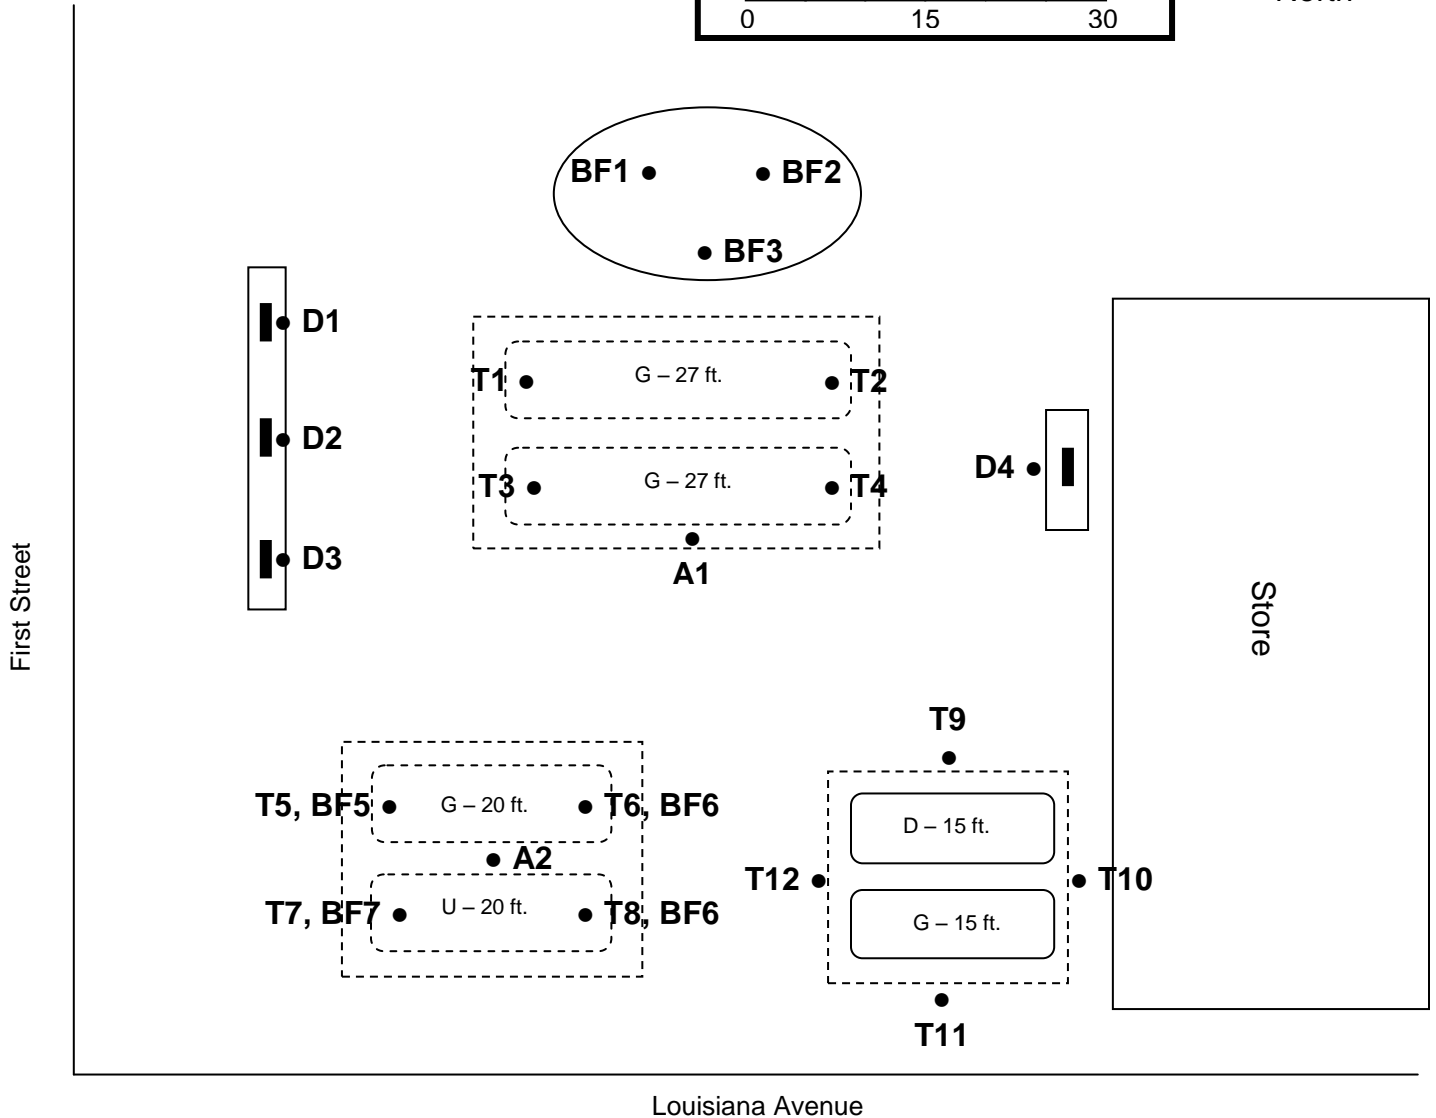 0 15 30
BF1 BF2
BF3
D1
T1 G – 27 ft. T2
D2
D4
T3 G – 27 ft. T4
D3
A1
First Street
Store
T9
T5, BF5 G – 20 ft. T6, BF6
D – 15 ft.
A2
T12 T10
T7, BF7 U – 20 ft. T8, BF6
G – 15 ft.
T11
Louisiana Avenue